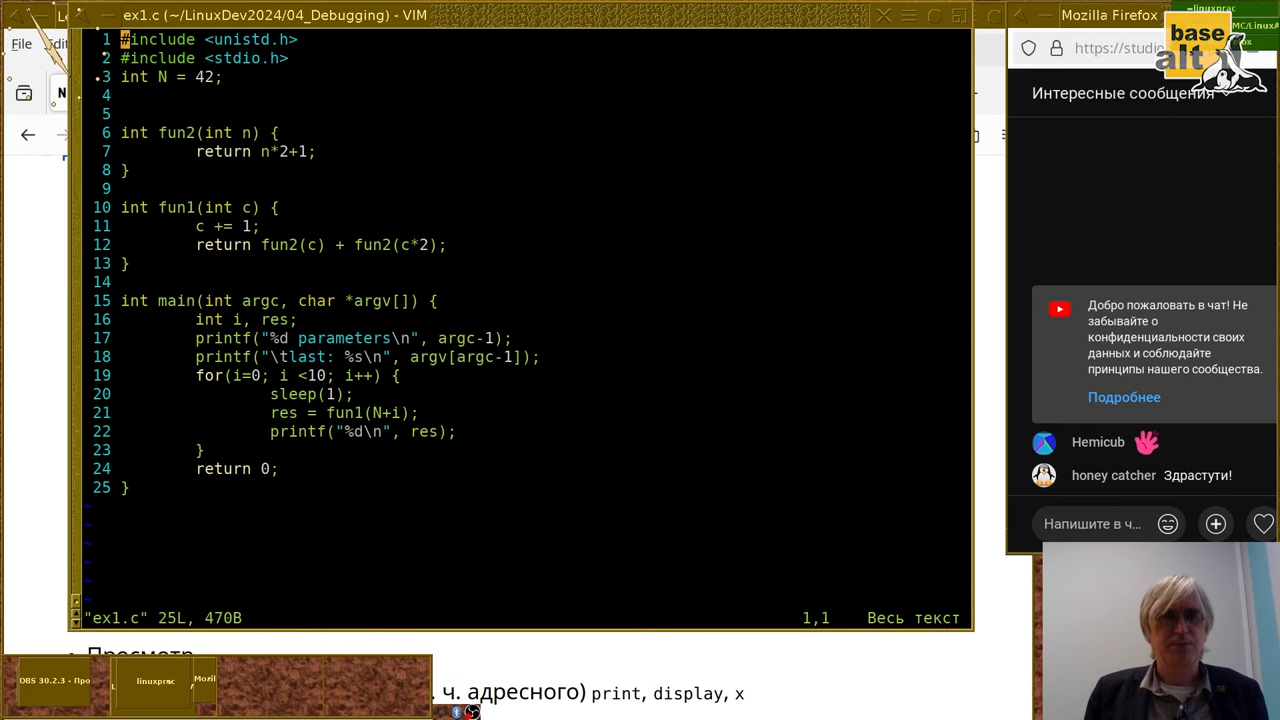 ex1.c (~/LinuxDev2024/04_Debugging) - VIM
1 #include <unistd.h>
2 #include <stdio.h>
3 int N = 42;
4
5
6 int fun2(int n) {
7 return n*2+1;
8 }
9
10 int fun1(int c) {
11 c += 1;
12 return fun2(c) + fun2(c*2);
13 }
14
15 int main(int argc, char *argv[]) {
16 int i, res;
17 printf("%d parameters\n", argc-1);
18 printf("\tlast: %s\n", argv[argc-1]);
19 for(i=0; i <10; i++) {
20 sleep(1);
21 res = fun1(N+i);
22 printf("%d\n", res);
23 }
24 return 0;
25 }
~
~
~
~
~
~
"ex1.c" 25L, 470B 1,1 Весь текст
File
Просмотр
ч. адресного) print, display, x
OBS 30.2.3 - Про
linuxprac
Mozil
Mozilla Firefox
linuxprac
base
alt
https://studio
Интересные сообщения
Добро пожаловать в чат! Не
забывайте о
конфиденциальности своих
данных и соблюдайте
принципы нашего сообщества.
Подробнее
Hemicub
honey catcher Здрастути!
Напишите в ч...